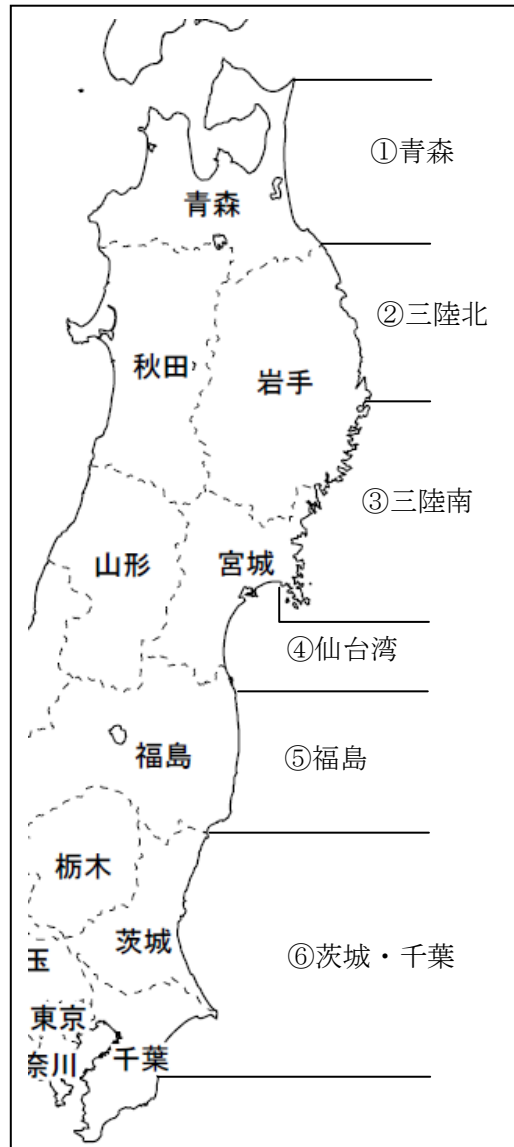 ①青森
青森
②三陸北
秋田
岩手
③三陸南
山形
宮城
④仙台湾
福島
⑤福島
栃木
茨城
⑥茨城・千葉
玉
東京
千葉
奈川